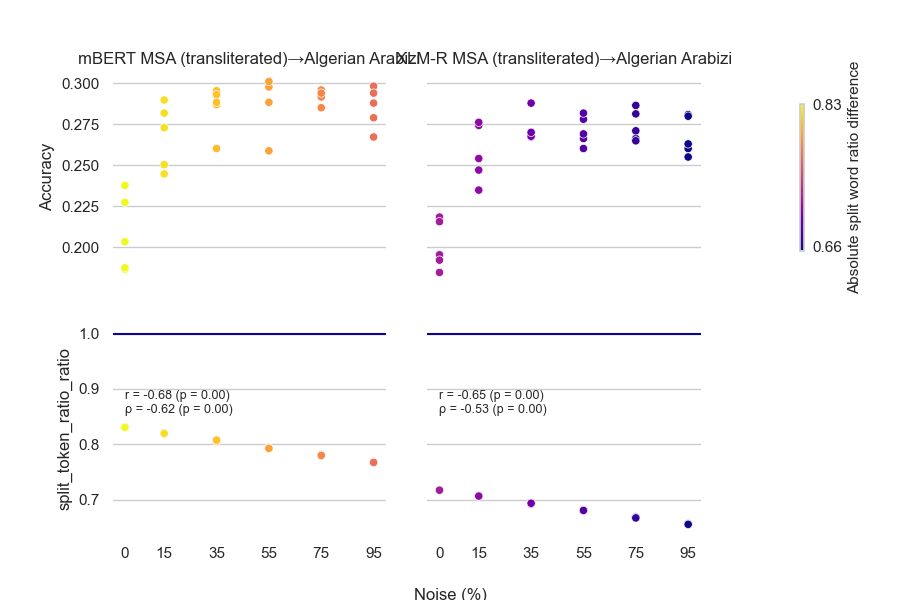 mBERT MSA (transliterated)→Algerian Arabizi
XLM-R MSA (transliterated)→Algerian Arabizi
0.300
0.275
0.250
0.225
0.200
Accuracy
0.83
0.66
Absolute split word ratio difference
1.0
0.9
0.8
0.7
split_token_ratio_ratio
r = -0.68 (p = 0.00)
ρ = -0.62 (p = 0.00)
r = -0.65 (p = 0.00)
ρ = -0.53 (p = 0.00)
0 15 35 55 75 95
0 15 35 55 75 95
Noise (%)